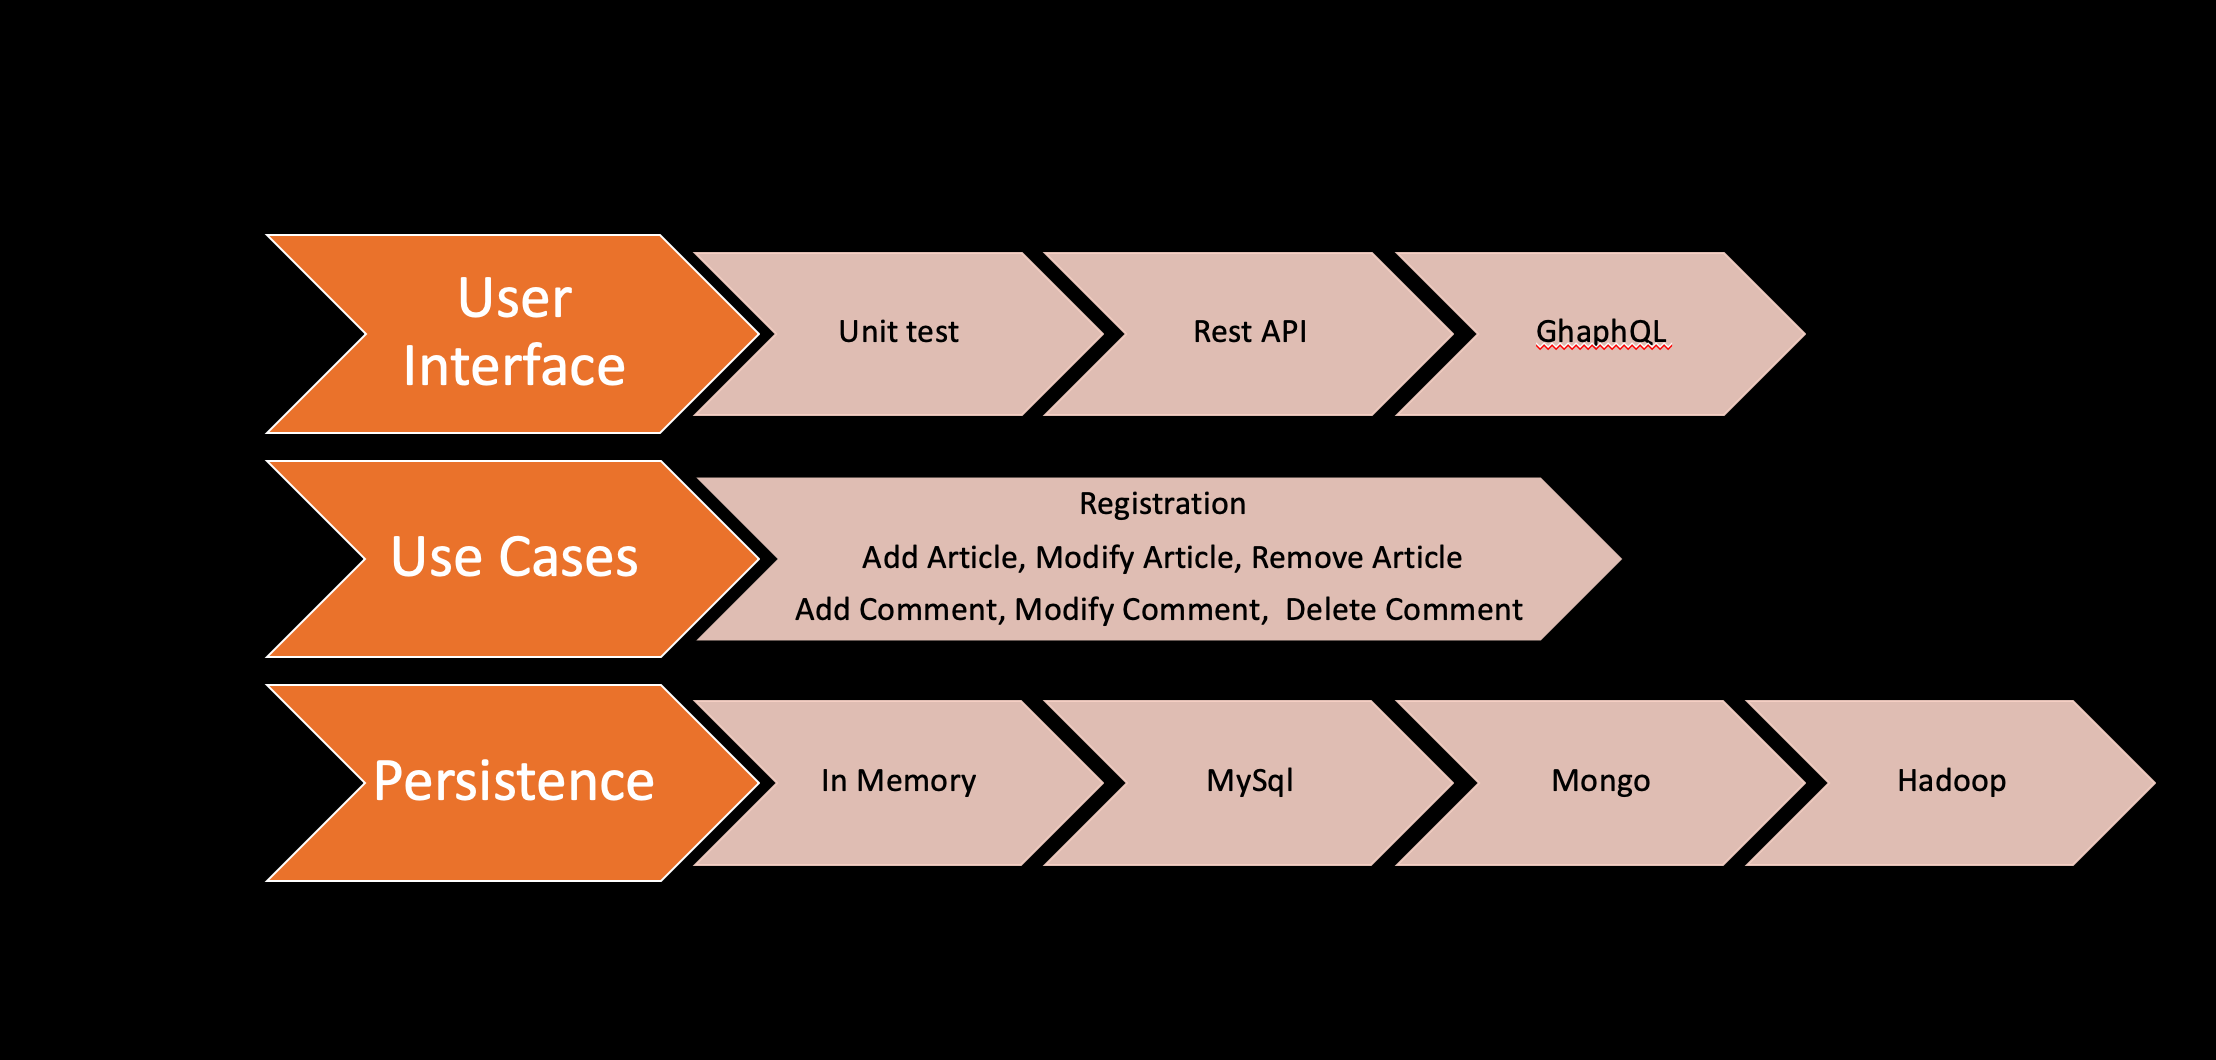 User
Interface
Unit test
Rest API
GhaphQL
Use Cases
Registration
Add Article, Modify Article, Remove Article
Add Comment, Modify Comment,  Delete Comment
Persistence
In Memory
MySql
Mongo
Hadoop